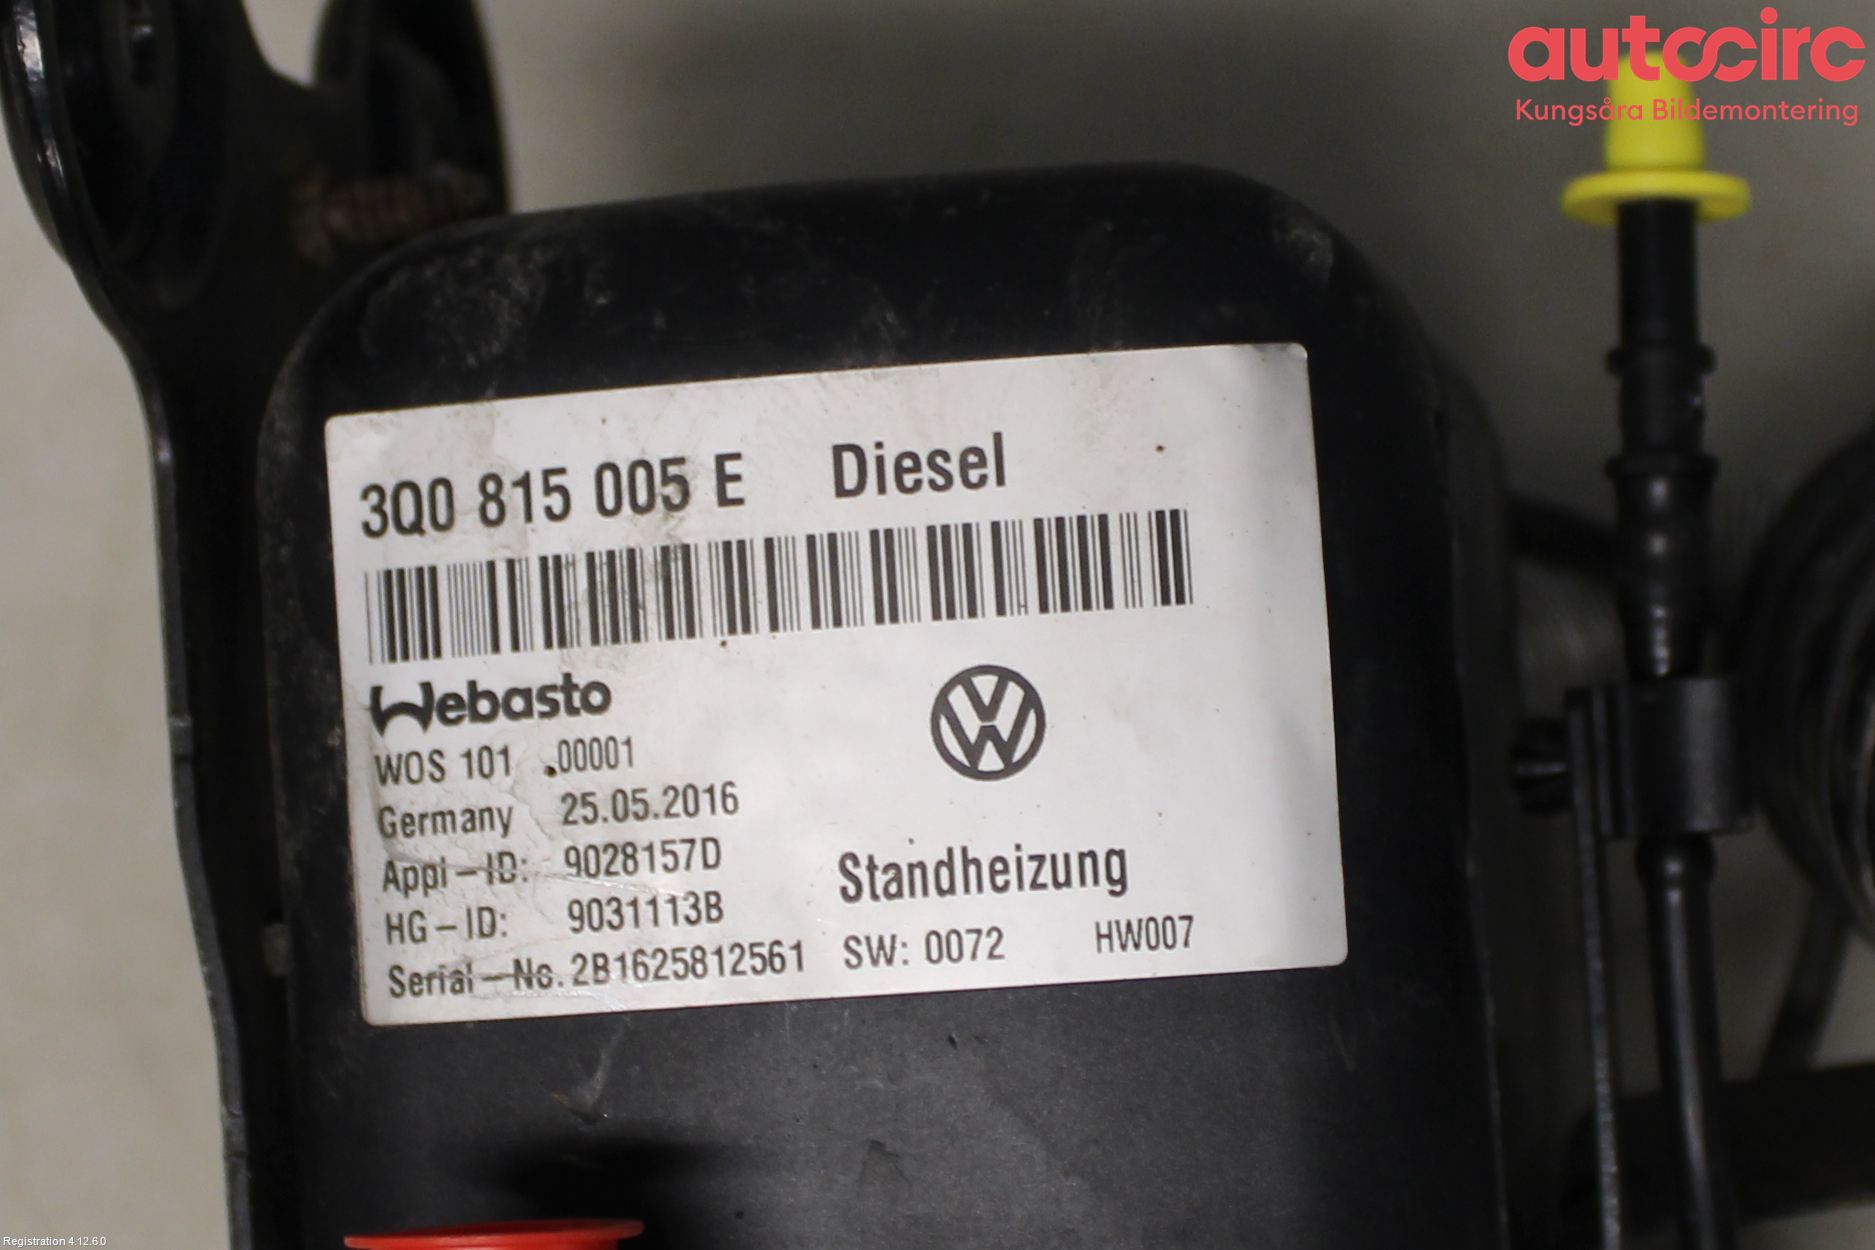 autocirc
Kungsåra Bildemontering
3Q0 815 005 E Diesel
Webasto
WOS 101 .00001
Germany 25.05.2016
Appl-ID: 9028157D
HG-ID: 9031113B
Serial-No. 2B1625812561
VW
Standheizung
SW: 0072 HW007
Registration 4.12.6.0